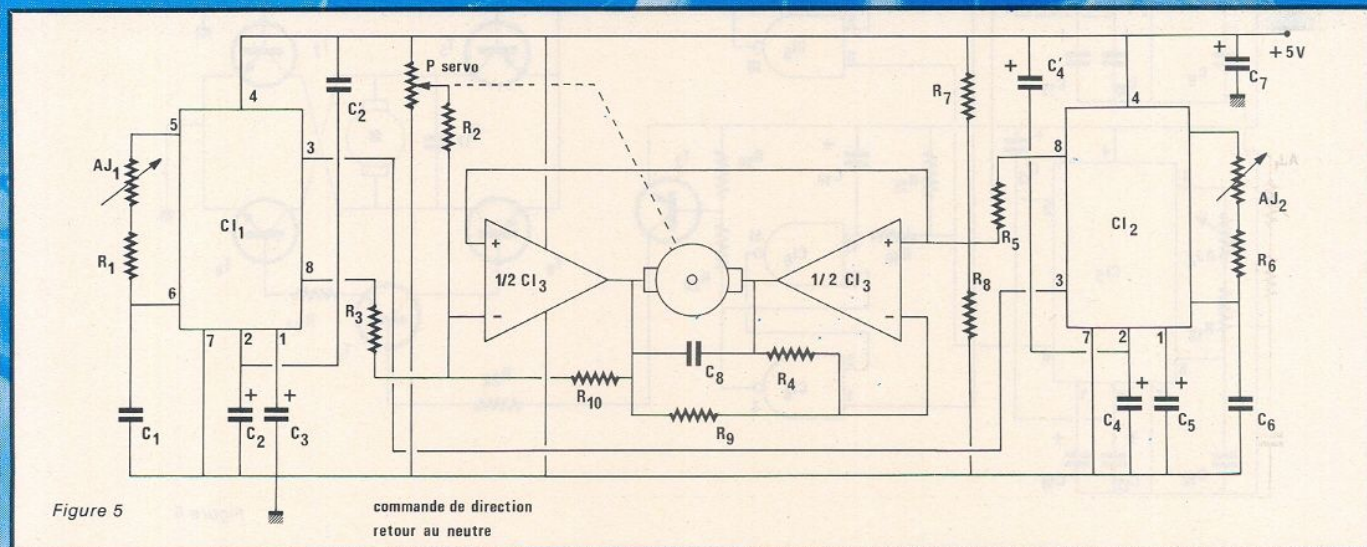 +5V
P servo
4
C'2
R2
R7
+
C'4
4
+
C7
5
3
AJ1
CI1
R1
8
R3
6
7
2
1
C1
+
C2
+
C3
+
1/2 CI3
−
+
1/2 CI3
−
R5
R8
8
CI2
3
AJ2
R6
7
2
1
C8
R4
R10
R9
+
C4
+
C5
C6
Figure 5
commande de direction
retour au neutre